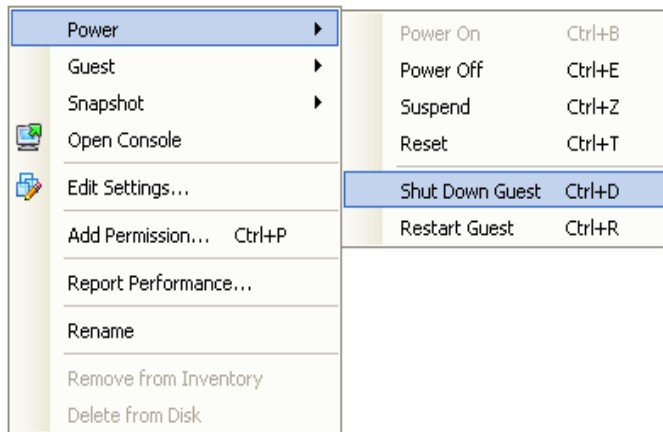 Power
Guest
Snapshot
Open Console
Edit Settings...
Add Permission... Ctrl+P
Report Performance...
Rename
Remove from Inventory
Delete from Disk
Power On Ctrl+B
Power Off Ctrl+E
Suspend Ctrl+Z
Reset Ctrl+T
Shut Down Guest Ctrl+D
Restart Guest Ctrl+R